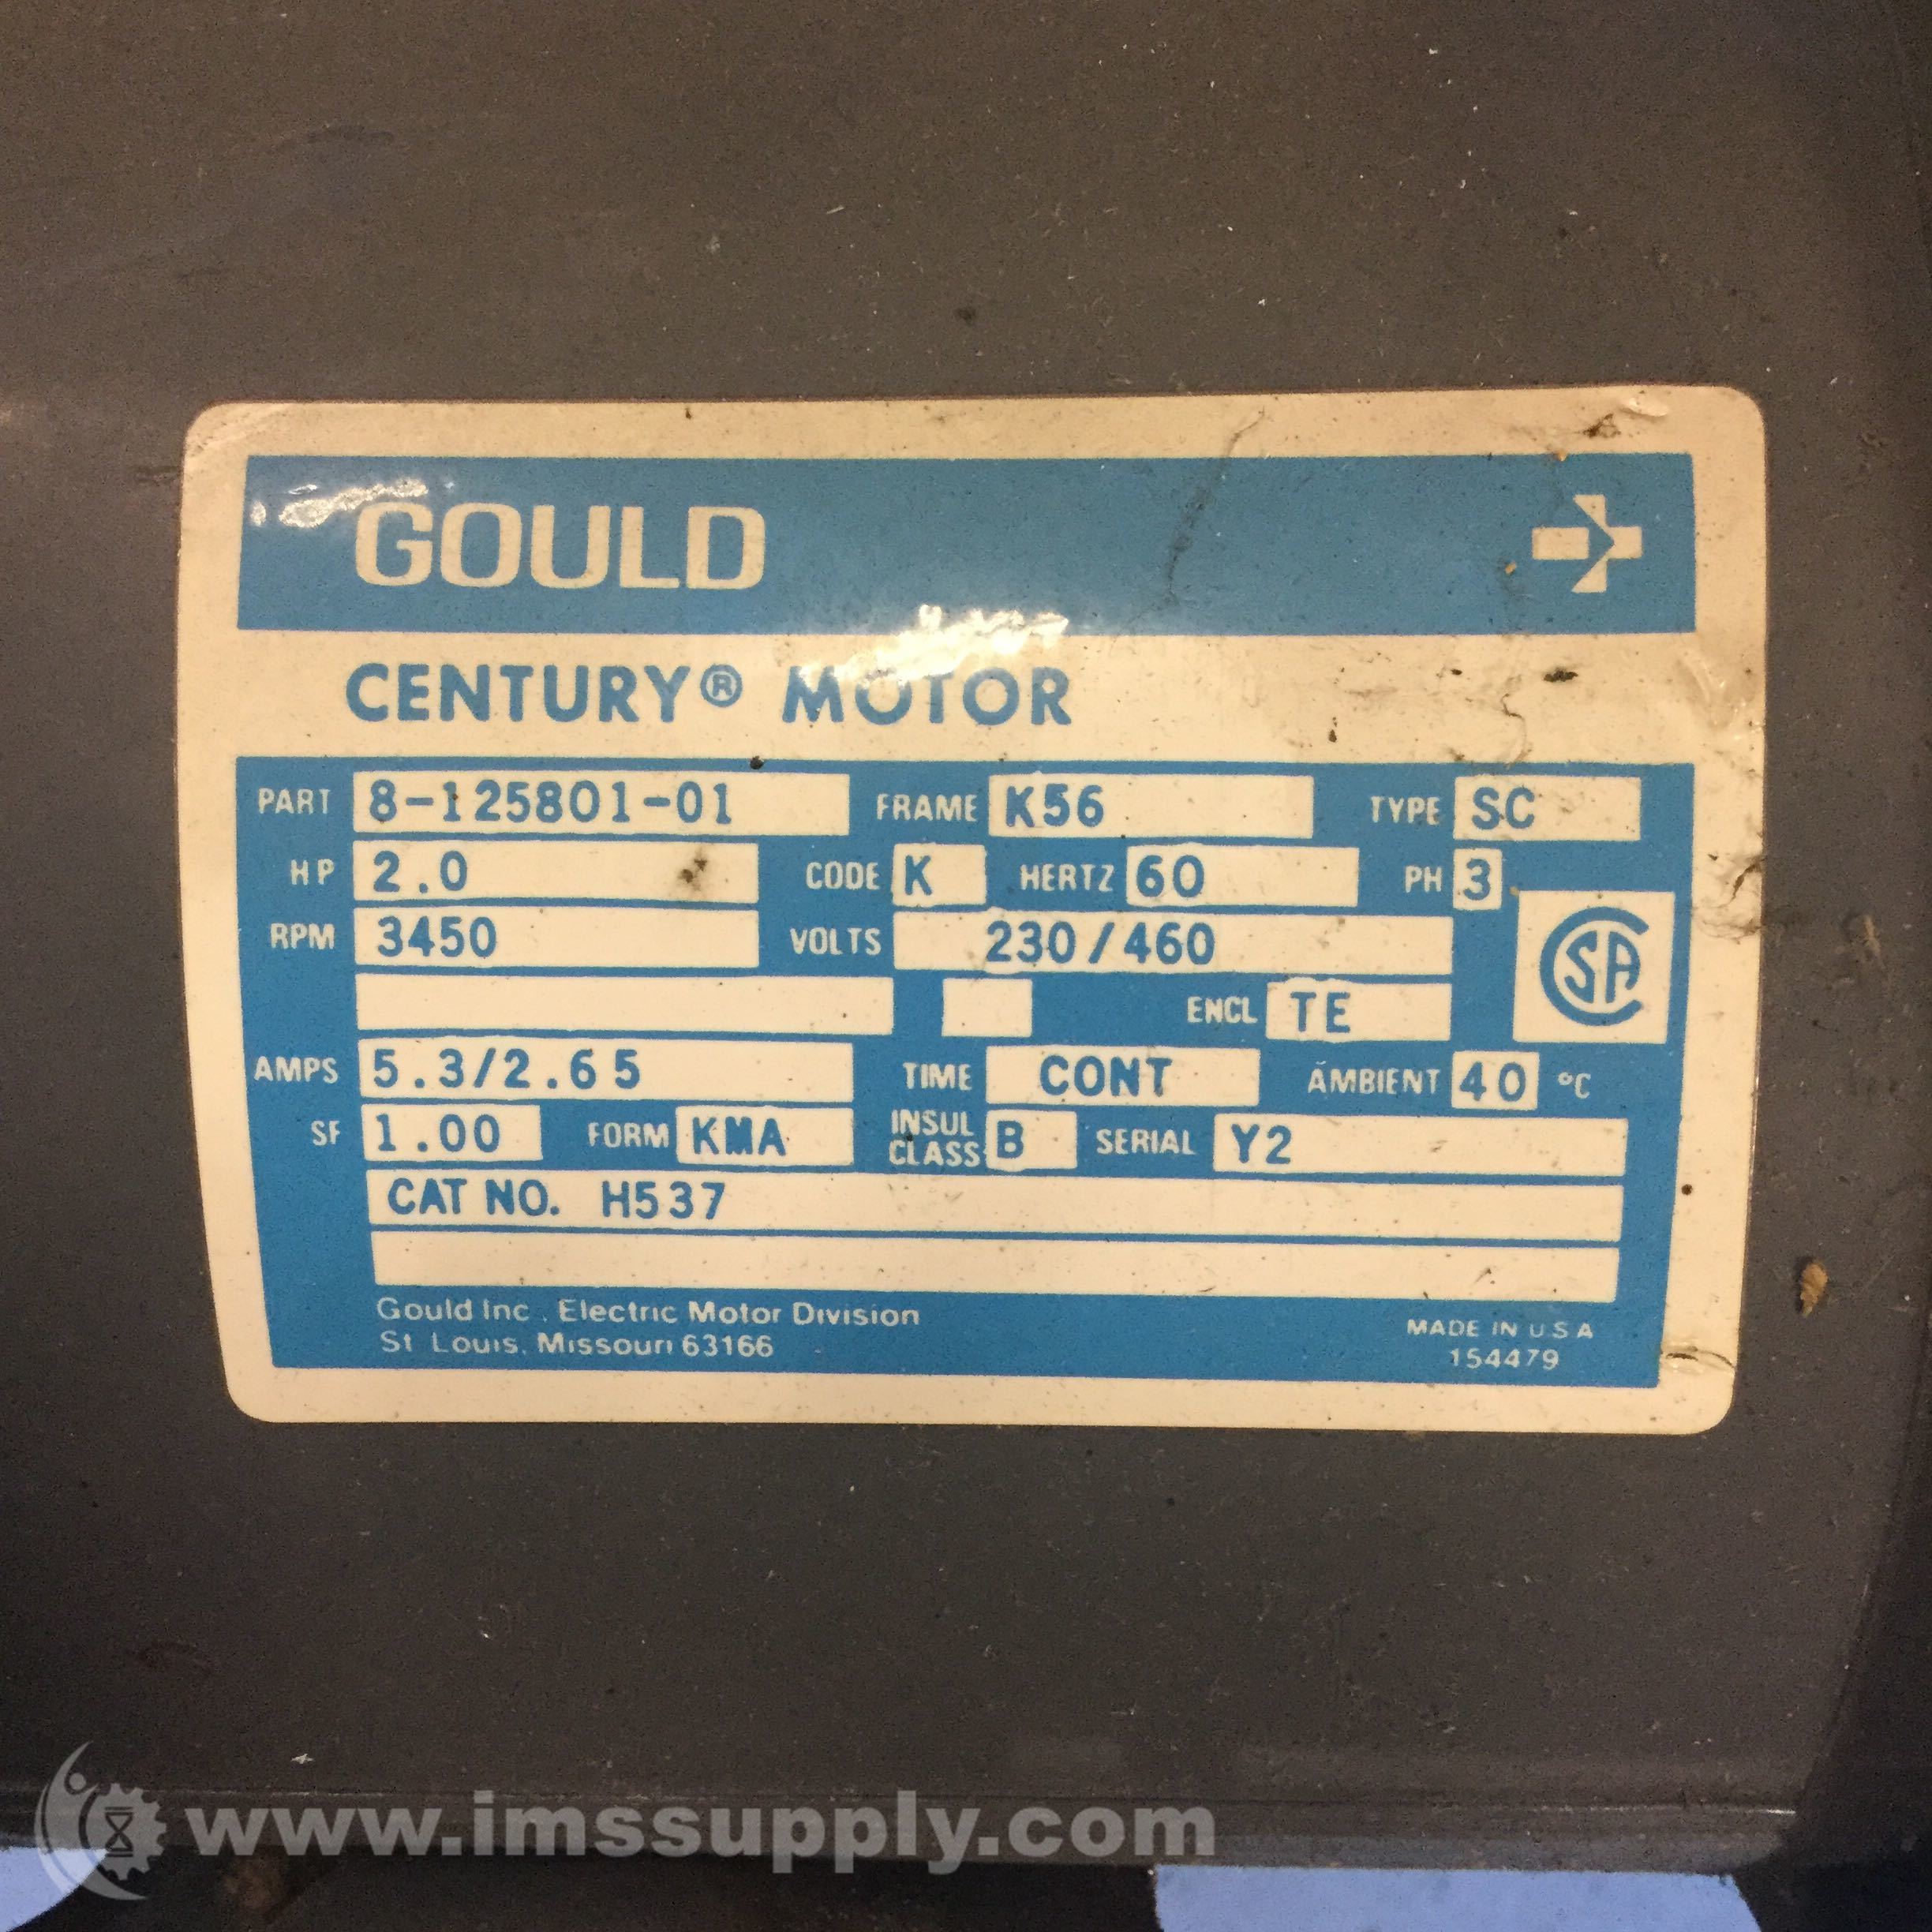 GOULD
CENTURY® MOTOR
PART 8-125801-01 FRAME K56 TYPE SC
HP 2.0 CODE K HERTZ 60 PH 3
RPM 3450 VOLTS 230/460
CSA
ENCL TE
AMPS 5.3/2.65 TIME CONT AMBIENT 40 °C
SF 1.00 FORM KMA INSUL CLASS B SERIAL Y2
CAT NO. H537
Gould Inc. Electric Motor Division
St. Louis, Missouri 63166
MADE IN U.S.A
154479
www.imssupply.com